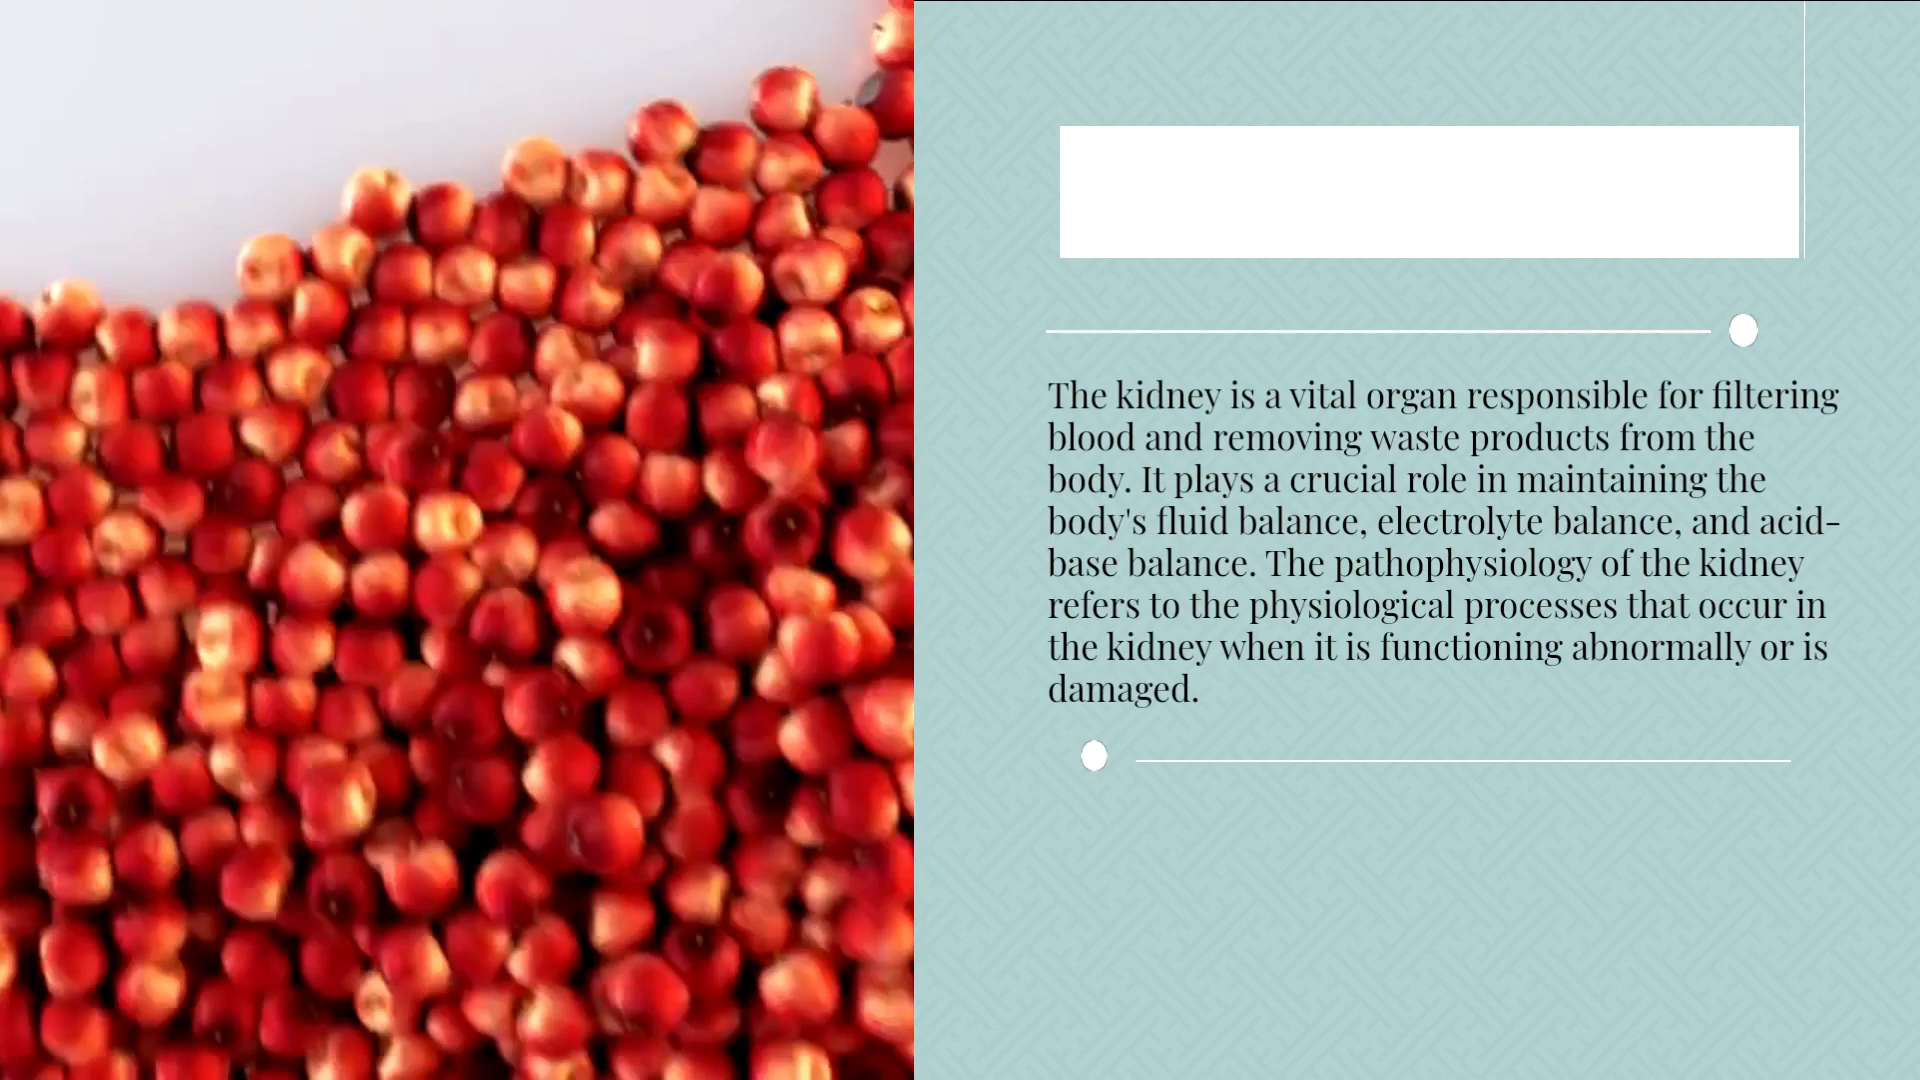 The kidney is a vital organ responsible for filtering
blood and removing waste products from the
body. It plays a crucial role in maintaining the
body's fluid balance, electrolyte balance, and acid-
base balance. The pathophysiology of the kidney
refers to the physiological processes that occur in
the kidney when it is functioning abnormally or is
damaged.